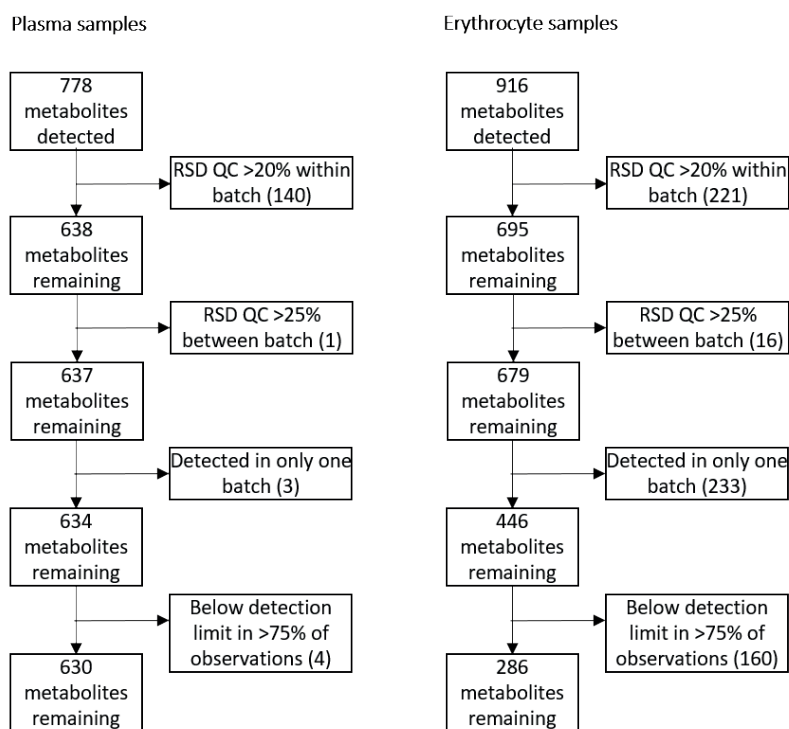 Plasma samples
778
metabolites
detected
RSD QC >20% within
batch (140)
638
metabolites
remaining
RSD QC >25%
between batch (1)
637
metabolites
remaining
Detected in only one
batch (3)
634
metabolites
remaining
Below detection
limit in >75% of
observations (4)
630
metabolites
remaining
Erythrocyte samples
916
metabolites
detected
RSD QC >20% within
batch (221)
695
metabolites
remaining
RSD QC >25%
between batch (16)
679
metabolites
remaining
Detected in only one
batch (233)
446
metabolites
remaining
Below detection
limit in >75% of
observations (160)
286
metabolites
remaining